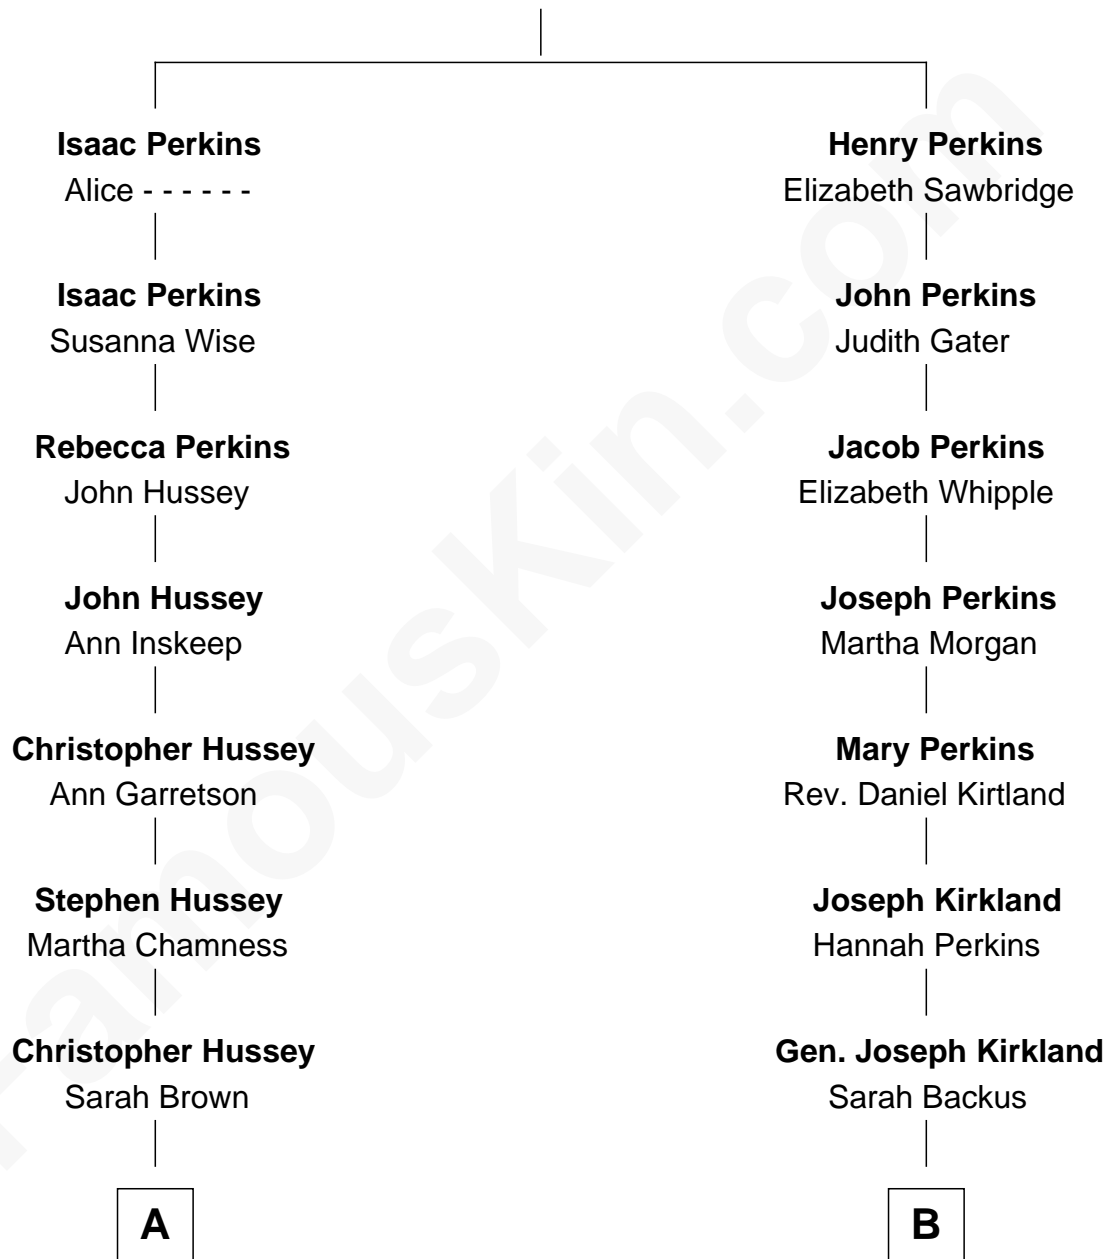 Isaac Perkins
Alice - - - - - -
Isaac Perkins
Susanna Wise
Rebecca Perkins
John Hussey
John Hussey
Ann Inskeep
Christopher Hussey
Ann Garretson
Stephen Hussey
Martha Chamness
Christopher Hussey
Sarah Brown
A
Henry Perkins
Elizabeth Sawbridge
John Perkins
Judith Gater
Jacob Perkins
Elizabeth Whipple
Joseph Perkins
Martha Morgan
Mary Perkins
Rev. Daniel Kirtland
Joseph Kirkland
Hannah Perkins
Gen. Joseph Kirkland
Sarah Backus
B
FamousKin.com